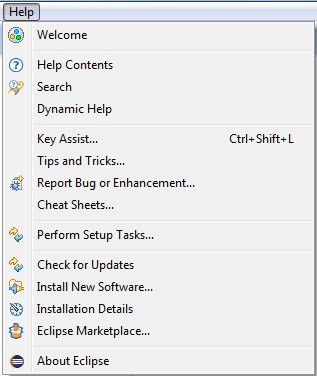 Help
Welcome
Help Contents
Search
Dynamic Help
Key Assist... Ctrl+Shift+L
Tips and Tricks...
Report Bug or Enhancement...
Cheat Sheets...
Perform Setup Tasks...
Check for Updates
Install New Software...
Installation Details
Eclipse Marketplace...
About Eclipse